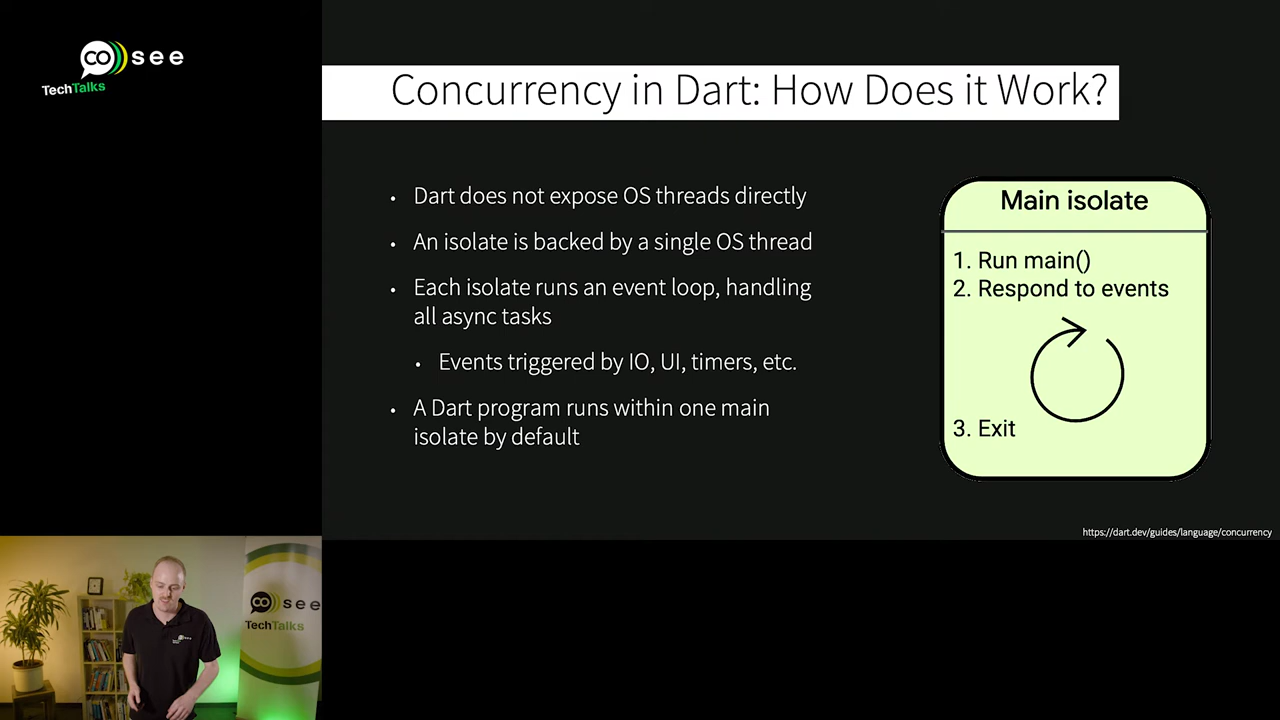 co see
TechTalks
Concurrency in Dart: How Does it Work?
• Dart does not expose OS threads directly
• An isolate is backed by a single OS thread
• Each isolate runs an event loop, handling
all async tasks
• Events triggered by IO, UI, timers, etc.
• A Dart program runs within one main
isolate by default
Main isolate
1. Run main()
2. Respond to events
3. Exit
https://dart.dev/guides/language/concurrency
co see
TechTalks